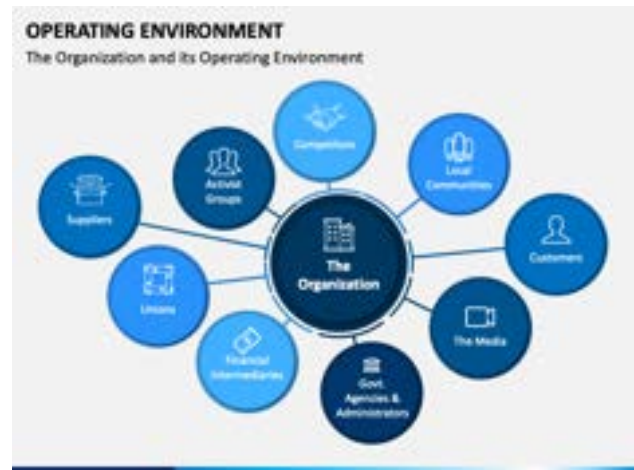 OPERATING ENVIRONMENT
The Organization and its Operating Environment
Competitors
Activist
Groups
Local
Communities
Suppliers
The
Organization
Customers
Unions
The Media
Financial
Intermediaries
Govt.
Agencies &
Administrators